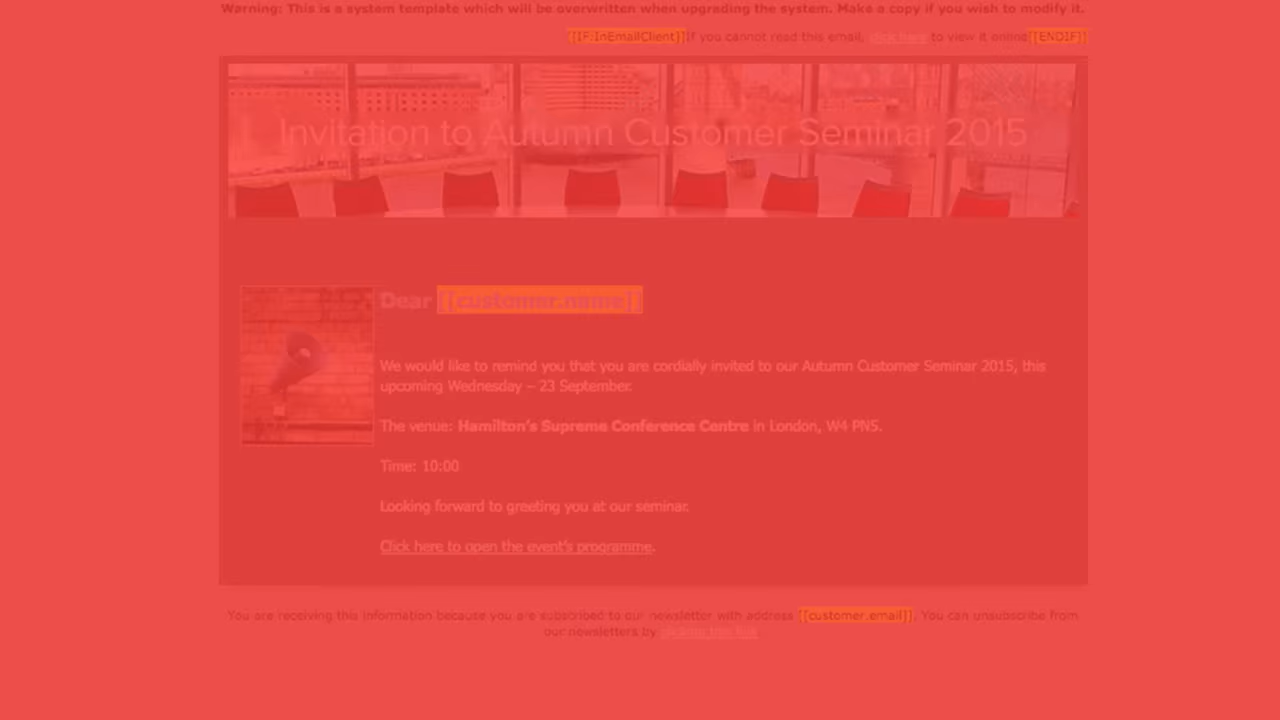 Warning: This is a system template which will be overwritten when upgrading the system. Make a copy if you wish to modify it.
[[IF:InEmailClient]]If you cannot read this email, click here to view it online[[ENDIF]]
Invitation to Autumn Customer Seminar 2015
Dear [[customer.name]]
We would like to remind you that you are cordially invited to our Autumn Customer Seminar 2015, this
upcoming Wednesday – 23 September.
The venue: Hamilton's Supreme Conference Centre in London, W4 PN5.
Time: 10:00
Looking forward to greeting you at our seminar.
Click here to open the event's programme.
You are receiving this information because you are subscribed to our newsletter with address [[customer.email]]. You can unsubscribe from
our newsletters by